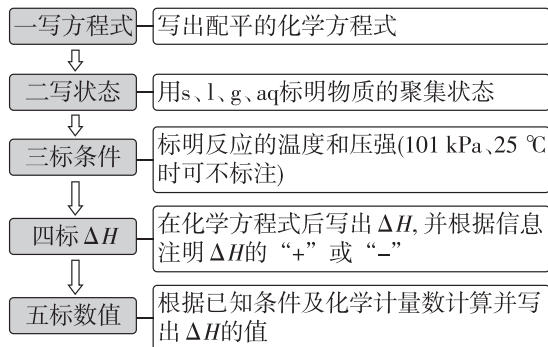 一写方程式
写出配平的化学方程式
二写状态
用s、l、g、aq标明物质的聚集状态
三标条件
标明反应的温度和压强(101 kPa、25 ℃
时可不标注)
四标 ΔH
在化学方程式后写出 ΔH, 并根据信息
注明 ΔH的“+”或“−”
五标数值
根据已知条件及化学计量数计算并写
出 ΔH的值